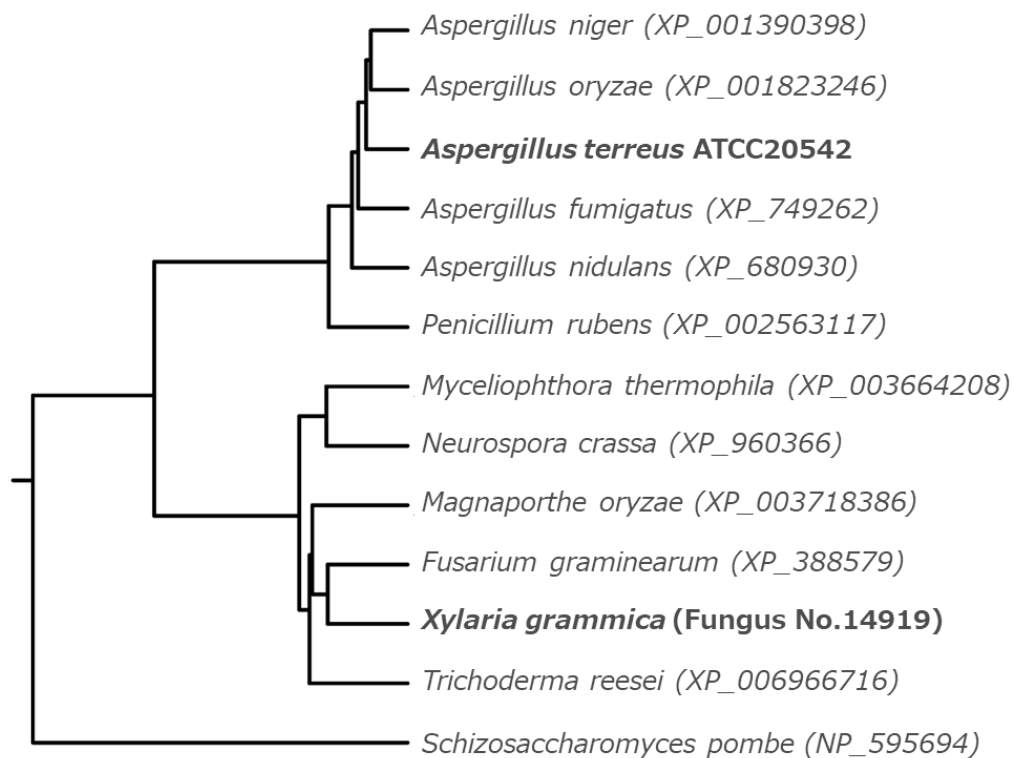 Aspergillus niger (XP_001390398)
Aspergillus oryzae (XP_001823246)
Aspergillus terreus ATCC20542
Aspergillus fumigatus (XP_749262)
Aspergillus nidulans (XP_680930)
Penicillium rubens (XP_002563117)
Myceliophthora thermophila (XP_003664208)
Neurospora crassa (XP_960366)
Magnaporthe oryzae (XP_003718386)
Fusarium graminearum (XP_388579)
Xylaria grammica (Fungus No.14919)
Trichoderma reesei (XP_006966716)
Schizosaccharomyces pombe (NP_595694)